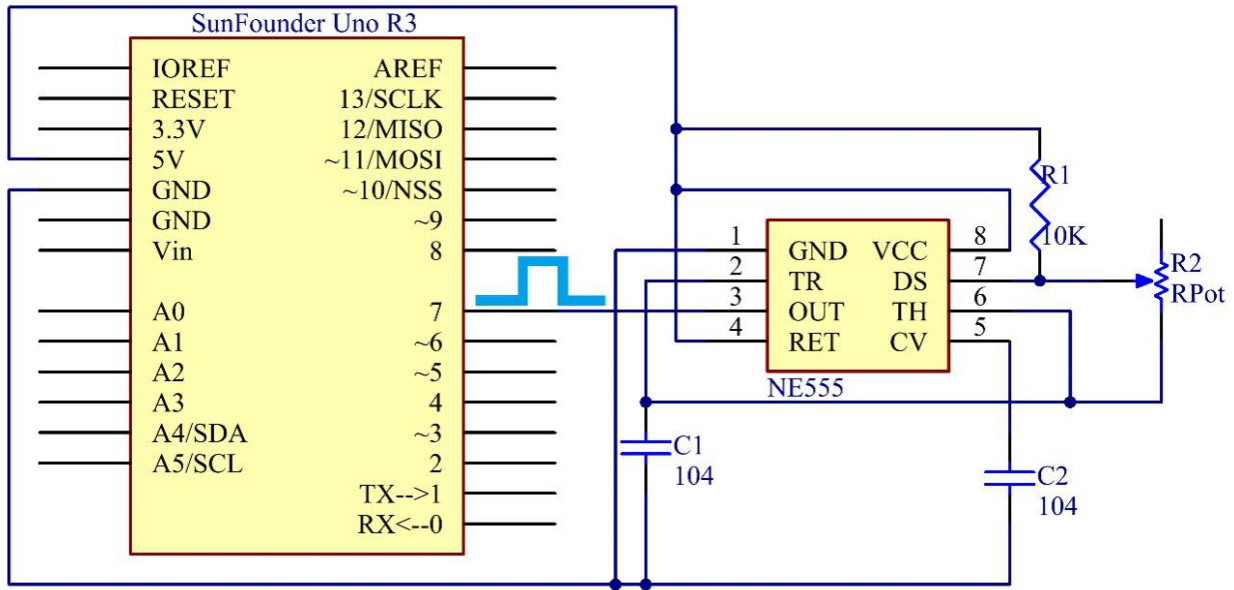 SunFounder Uno R3
IOREF
RESET
3.3V
5V
GND
GND
Vin
A0
A1
A2
A3
A4/SDA
A5/SCL
AREF
13/SCLK
12/MISO
~11/MOSI
~10/NSS
~9
8
7
~6
~5
4
~3
2
TX-->1
RX<--0
1
2
3
4
GND VCC
TR DS
OUT TH
RET CV
8
7
6
5
NE555
R1
10K
R2
RPot
C1
104
C2
104